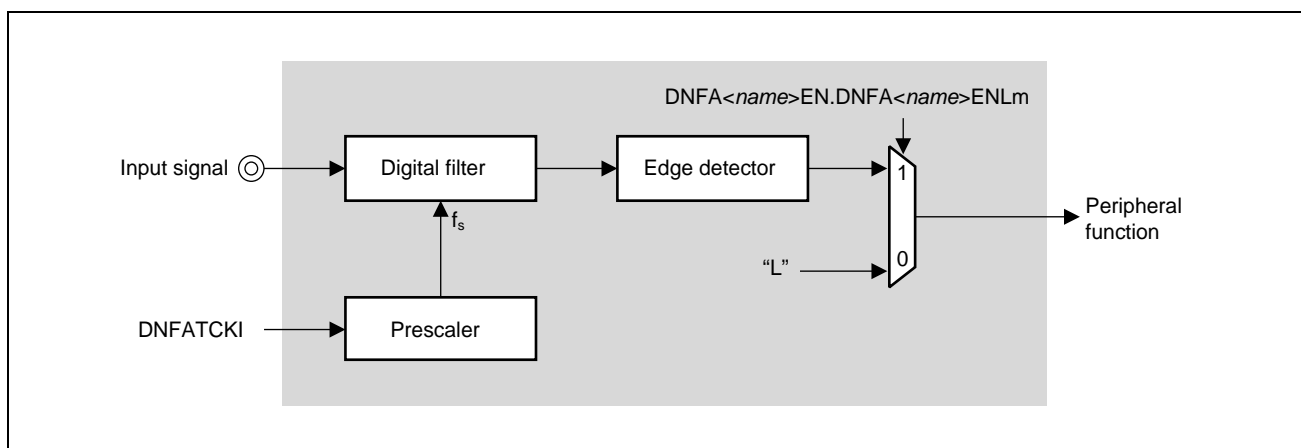 DNFA<name>EN.DNFA<name>ENLm
Input signal
Digital filter
Edge detector
1
fs
Peripheral
function
“L”
0
DNFATCKI
Prescaler